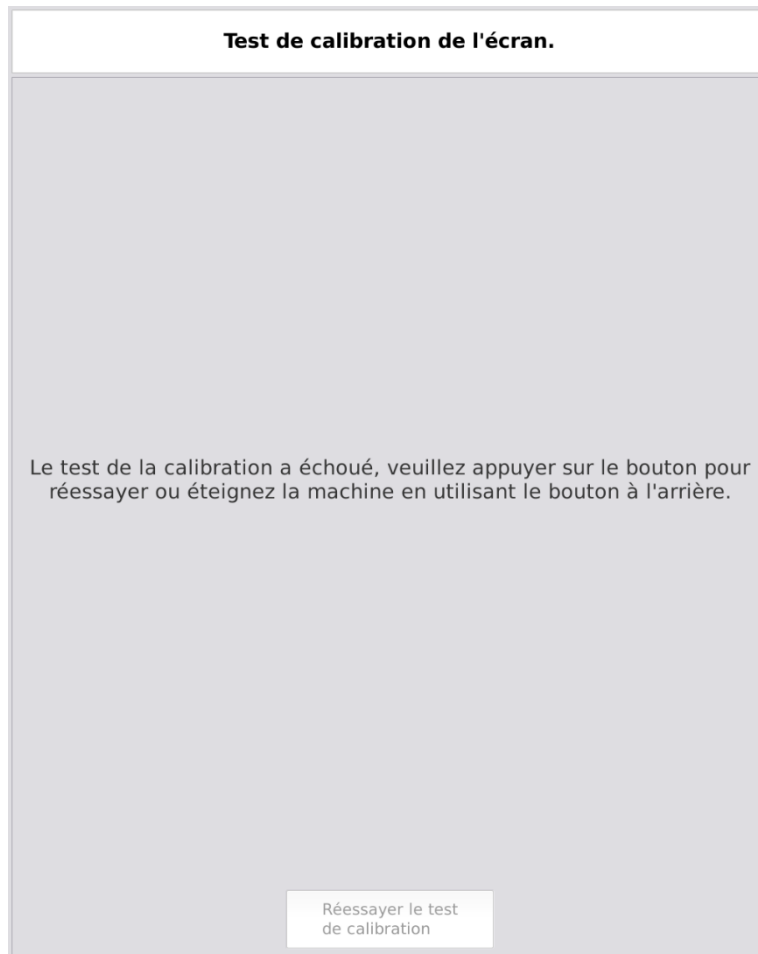 Test de calibration de l'écran.
Le test de la calibration a échoué, veuillez appuyer sur le bouton pour
réessayer ou éteignez la machine en utilisant le bouton à l'arrière.
Réessayer le test
de calibration